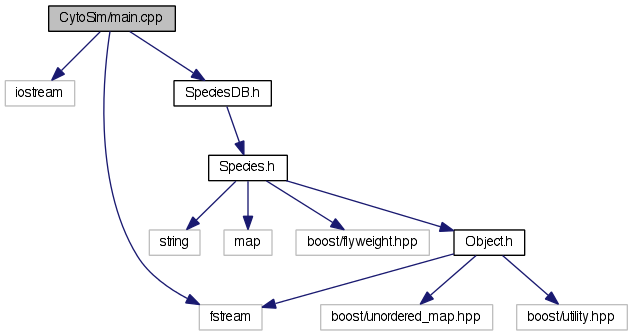 CytoSim/main.cpp
iostream
SpeciesDB.h
Species.h
string
map
boost/flyweight.hpp
Object.h
fstream
boost/unordered_map.hpp
boost/utility.hpp